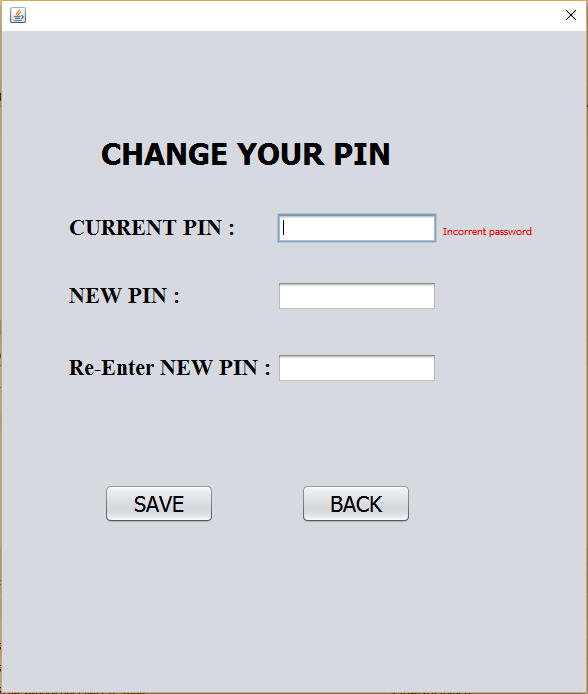 CHANGE YOUR PIN
CURRENT PIN :
Incorrent password
NEW PIN :
Re-Enter NEW PIN :
SAVE
BACK